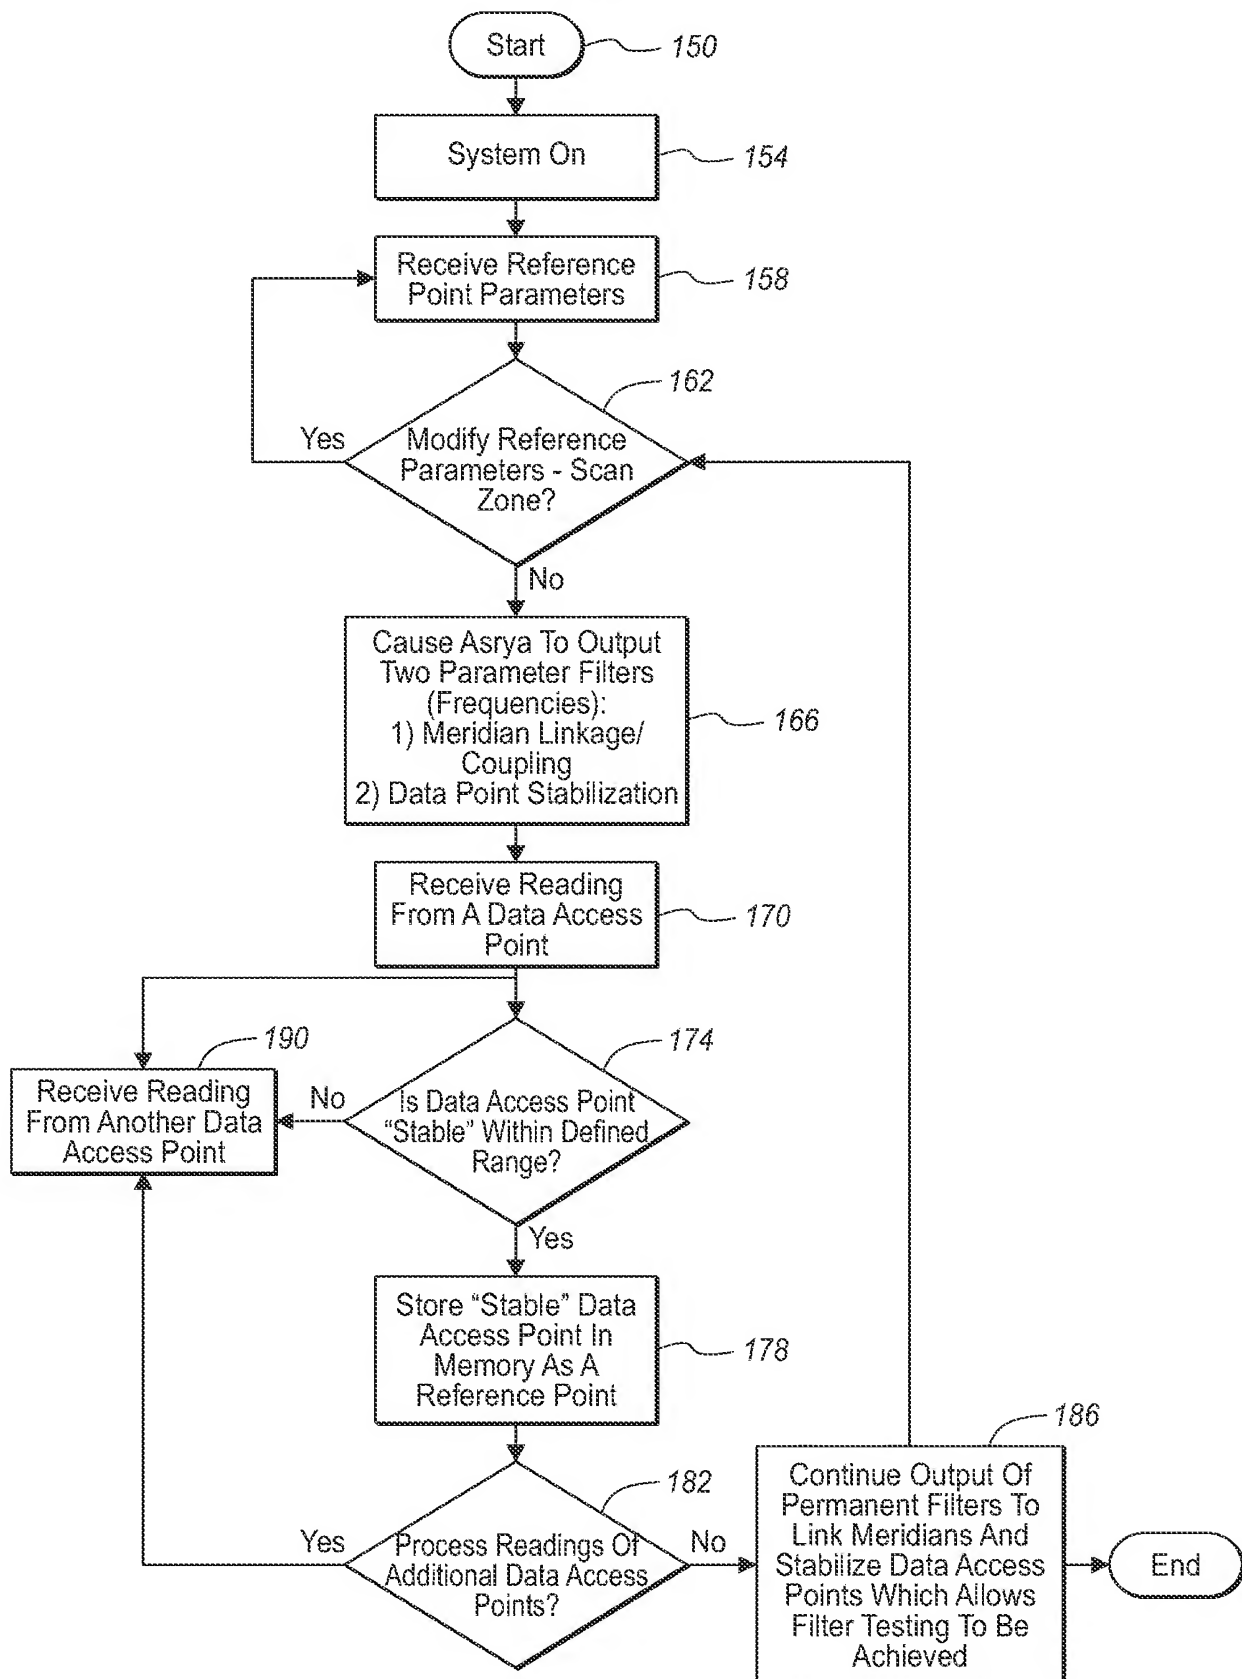 Start
150
System On
154
Receive Reference
Point Parameters
158
162
Yes
Modify Reference
Parameters - Scan
Zone?
No
Cause Asrya To Output
Two Parameter Filters
(Frequencies):
1) Meridian Linkage/
Coupling
2) Data Point Stabilization
166
Receive Reading
From A Data Access
Point
170
190
Receive Reading
From Another Data
Access Point
No
174
Is Data Access Point
“Stable” Within Defined
Range?
Yes
Store “Stable” Data
Access Point In
Memory As A
Reference Point
178
182
Yes
Process Readings Of
Additional Data Access
Points?
No
186
Continue Output Of
Permanent Filters To
Link Meridians And
Stabilize Data Access
Points Which Allows
Filter Testing To Be
Achieved
End